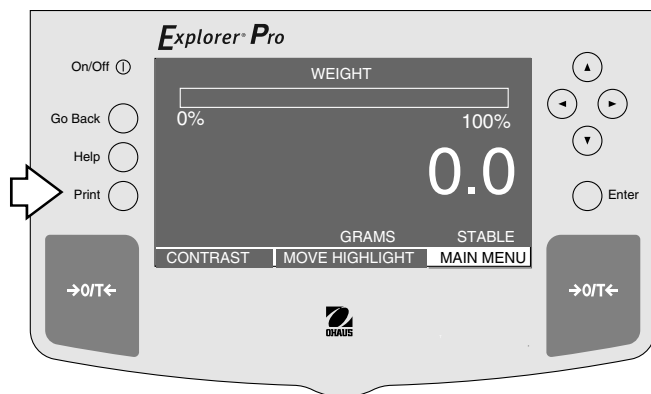 Explorer® Pro
On/Off
Go Back
Help
Print
WEIGHT
0% 100%
0.0
GRAMS STABLE
CONTRAST MOVE HIGHLIGHT MAIN MENU
Enter
→0/T←
→0/T←
OHAUS